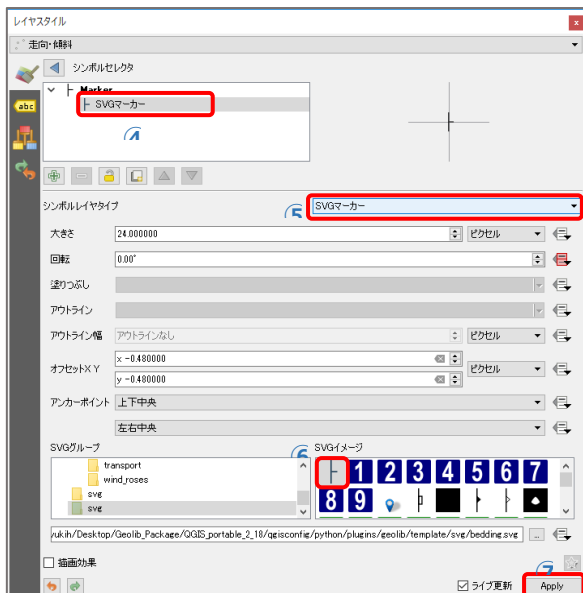 レイヤスタイル
x
走向・傾斜
シンボルセレクタ
Marker
SVGマーカー
abc
4
シンボルレイヤタイプ
5
SVGマーカー
大きさ
24.000000
ピクセル
回転
0.00°
塗りつぶし
アウトライン
アウトライン幅
アウトラインなし
ピクセル
オフセットX Y
x -0.480000
y -0.480000
ピクセル
アンカーポイント
上下中央
左右中央
SVGグループ
6
SVGイメージ
transport
wind_roses
svg
svg
1 2 3 4 5 6 7
8 9
yukih/Desktop/Geolib_Package/QGIS_portable_2_18/qgisconfig/python/plugins/geolib/template/svg/bedding.svg
...
描画効果
7
ライブ更新
Apply